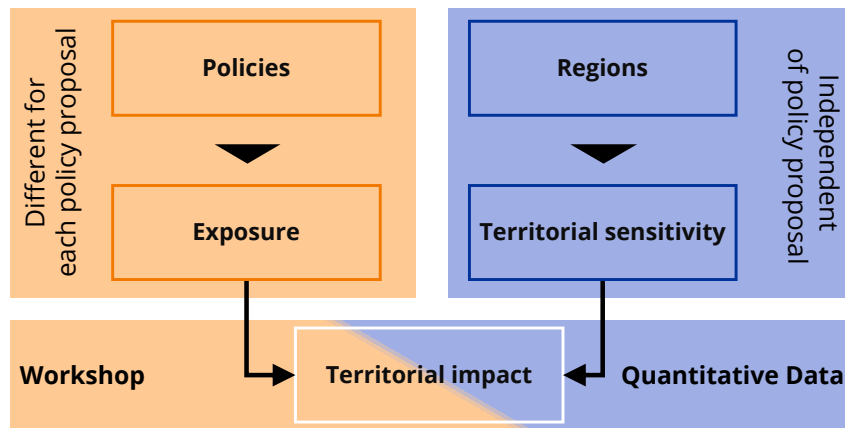 Different for
each policy proposal
Policies
Exposure
Regions
Territorial sensitivity
Independent
of policy proposal
Workshop
Territorial impact
Quantitative Data